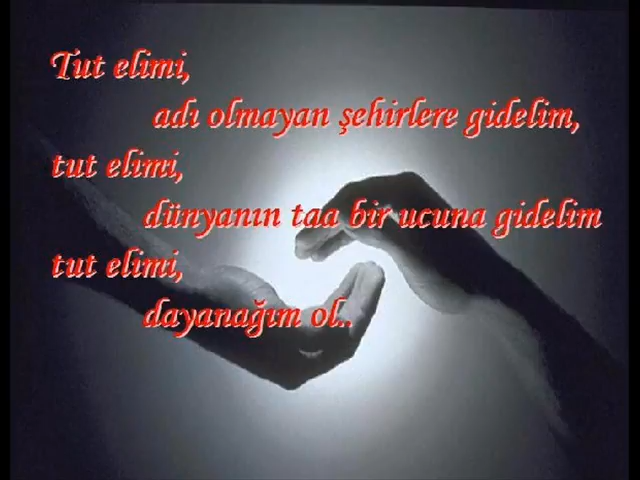 Tut elimi,
adı olmayan şehirlere gidelim,
tut elimi,
dünyanın taa bir ucuna gidelim
tut elimi,
dayanağım ol..